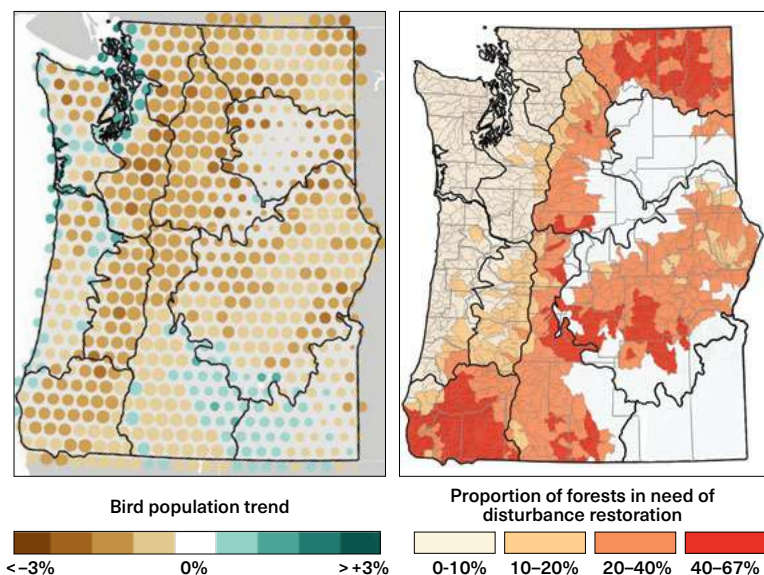 Bird population trend
< –3%
0%
> +3%
Proportion of forests in need of
disturbance restoration
0-10%
10–20%
20–40%
40–67%